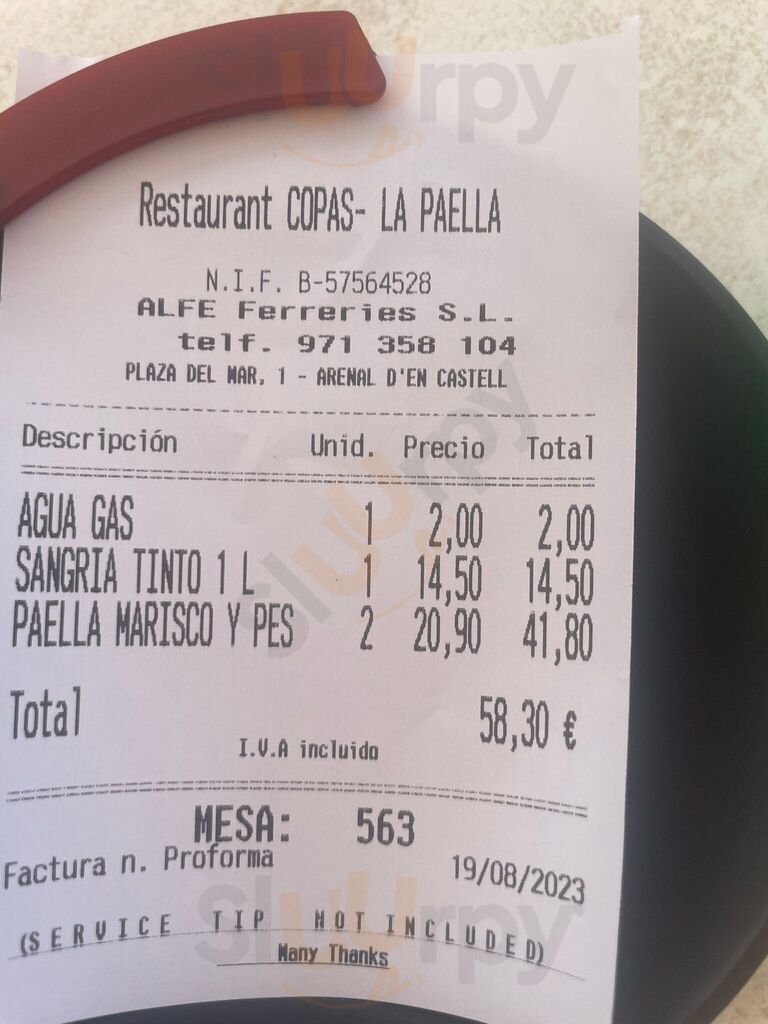 Restaurant COPAS- LA PAELLA
N.I.F. B-57564528
ALFE Ferreries S.L.
telf. 971 358 104
PLAZA DEL MAR, 1 - ARENAL D'EN CASTELL
Descripción Unid. Precio Total
AGUA GAS 1 2,00 2,00
SANGRIA TINTO 1 L 1 14,50 14,50
PAELLA MARISCO Y PES 2 20,90 41,80
Total 58,30 €
I.V.A incluido
MESA: 563
Factura n. Proforma 19/08/2023
(SERVICE TIP NOT INCLUDED)
Many Thanks
sluurpy
sluurpy
sluurpy